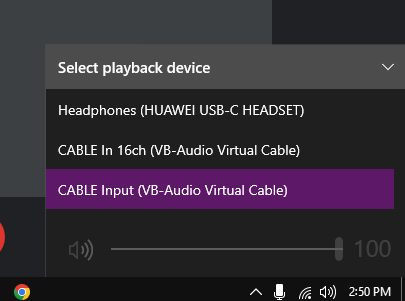 Select playback device
Headphones (HUAWEI USB-C HEADSET)
CABLE In 16ch (VB-Audio Virtual Cable)
CABLE Input (VB-Audio Virtual Cable)
100
2:50 PM